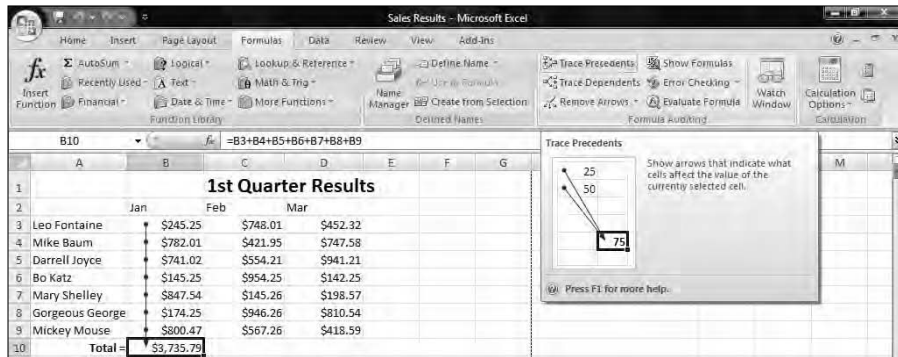 Sales Results - Microsoft Excel
Home Insert Page Layout Formulas Data Review View Add-Ins
fx Insert Function
Σ AutoSum
Recently Used
Financial
Logical
Text
Date & Time
Lookup & Reference
Math & Trig
More Functions
Function Library
Name Manager
Define Name
Use in Formula
Create from Selection
Defined Names
Trace Precedents
Trace Dependents
Remove Arrows
Show Formulas
Error Checking
Evaluate Formula
Formula Auditing
Watch Window
Calculation Options
Calculation
B10 fx =B3+B4+B5+B6+B7+B8+B9
A B C D E F G M
1 1st Quarter Results
2 Jan Feb Mar
3 Leo Fontaine $245.25 $748.01 $452.32
4 Mike Baum $782.01 $421.95 $747.58
5 Darrell Joyce $741.02 $554.21 $941.21
6 Bo Katz $145.25 $954.25 $142.25
7 Mary Shelley $847.54 $145.26 $198.57
8 Gorgeous George $174.25 $946.26 $810.54
9 Mickey Mouse $800.47 $567.26 $418.59
10 Total = $3,735.79
Trace Precedents
25
50
75
Show arrows that indicate what
cells affect the value of the
currently selected cell.
Press F1 for more help.